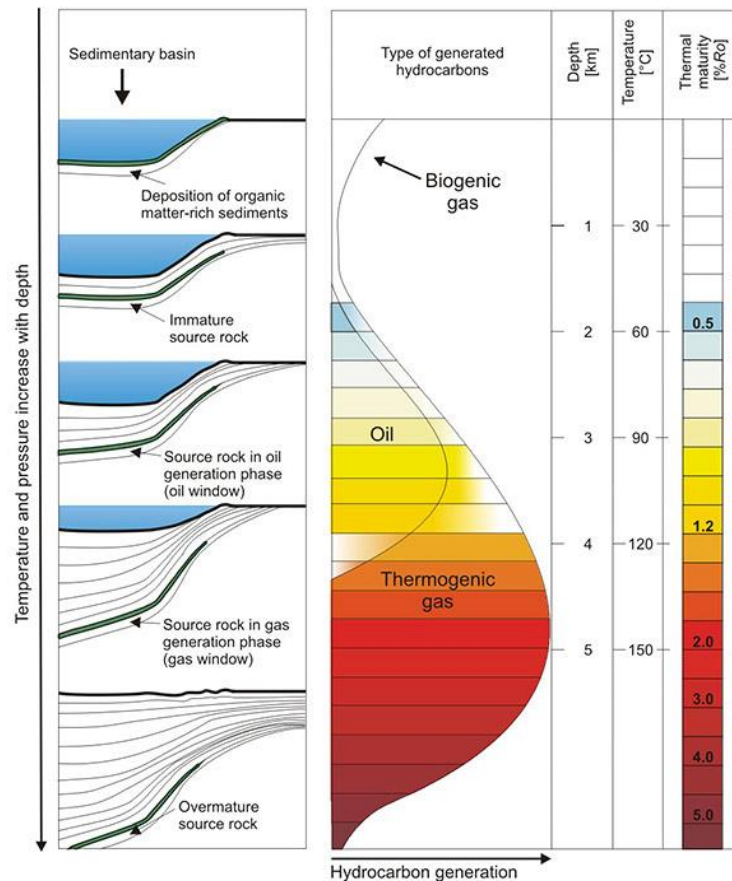 Temperature and pressure increase with depth
Sedimentary basin
Deposition of organic
matter-rich sediments
Immature
source rock
Source rock in oil
generation phase
(oil window)
Source rock in gas
generation phase
(gas window)
Overmature
source rock
Type of generated
hydrocarbons
Biogenic
gas
Oil
Thermogenic
gas
Hydrocarbon generation
Depth
[km]
1
2
3
4
5
Temperature
[°C]
30
60
90
120
150
Thermal
maturity
[%Ro]
0.5
1.2
2.0
3.0
4.0
5.0